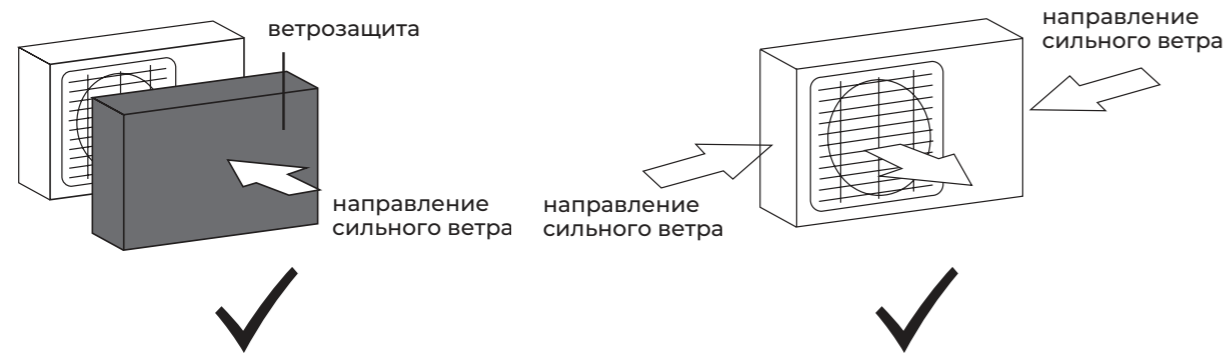 ветрозащита
направление
сильного ветра
направление
сильного ветра
направление
сильного ветра